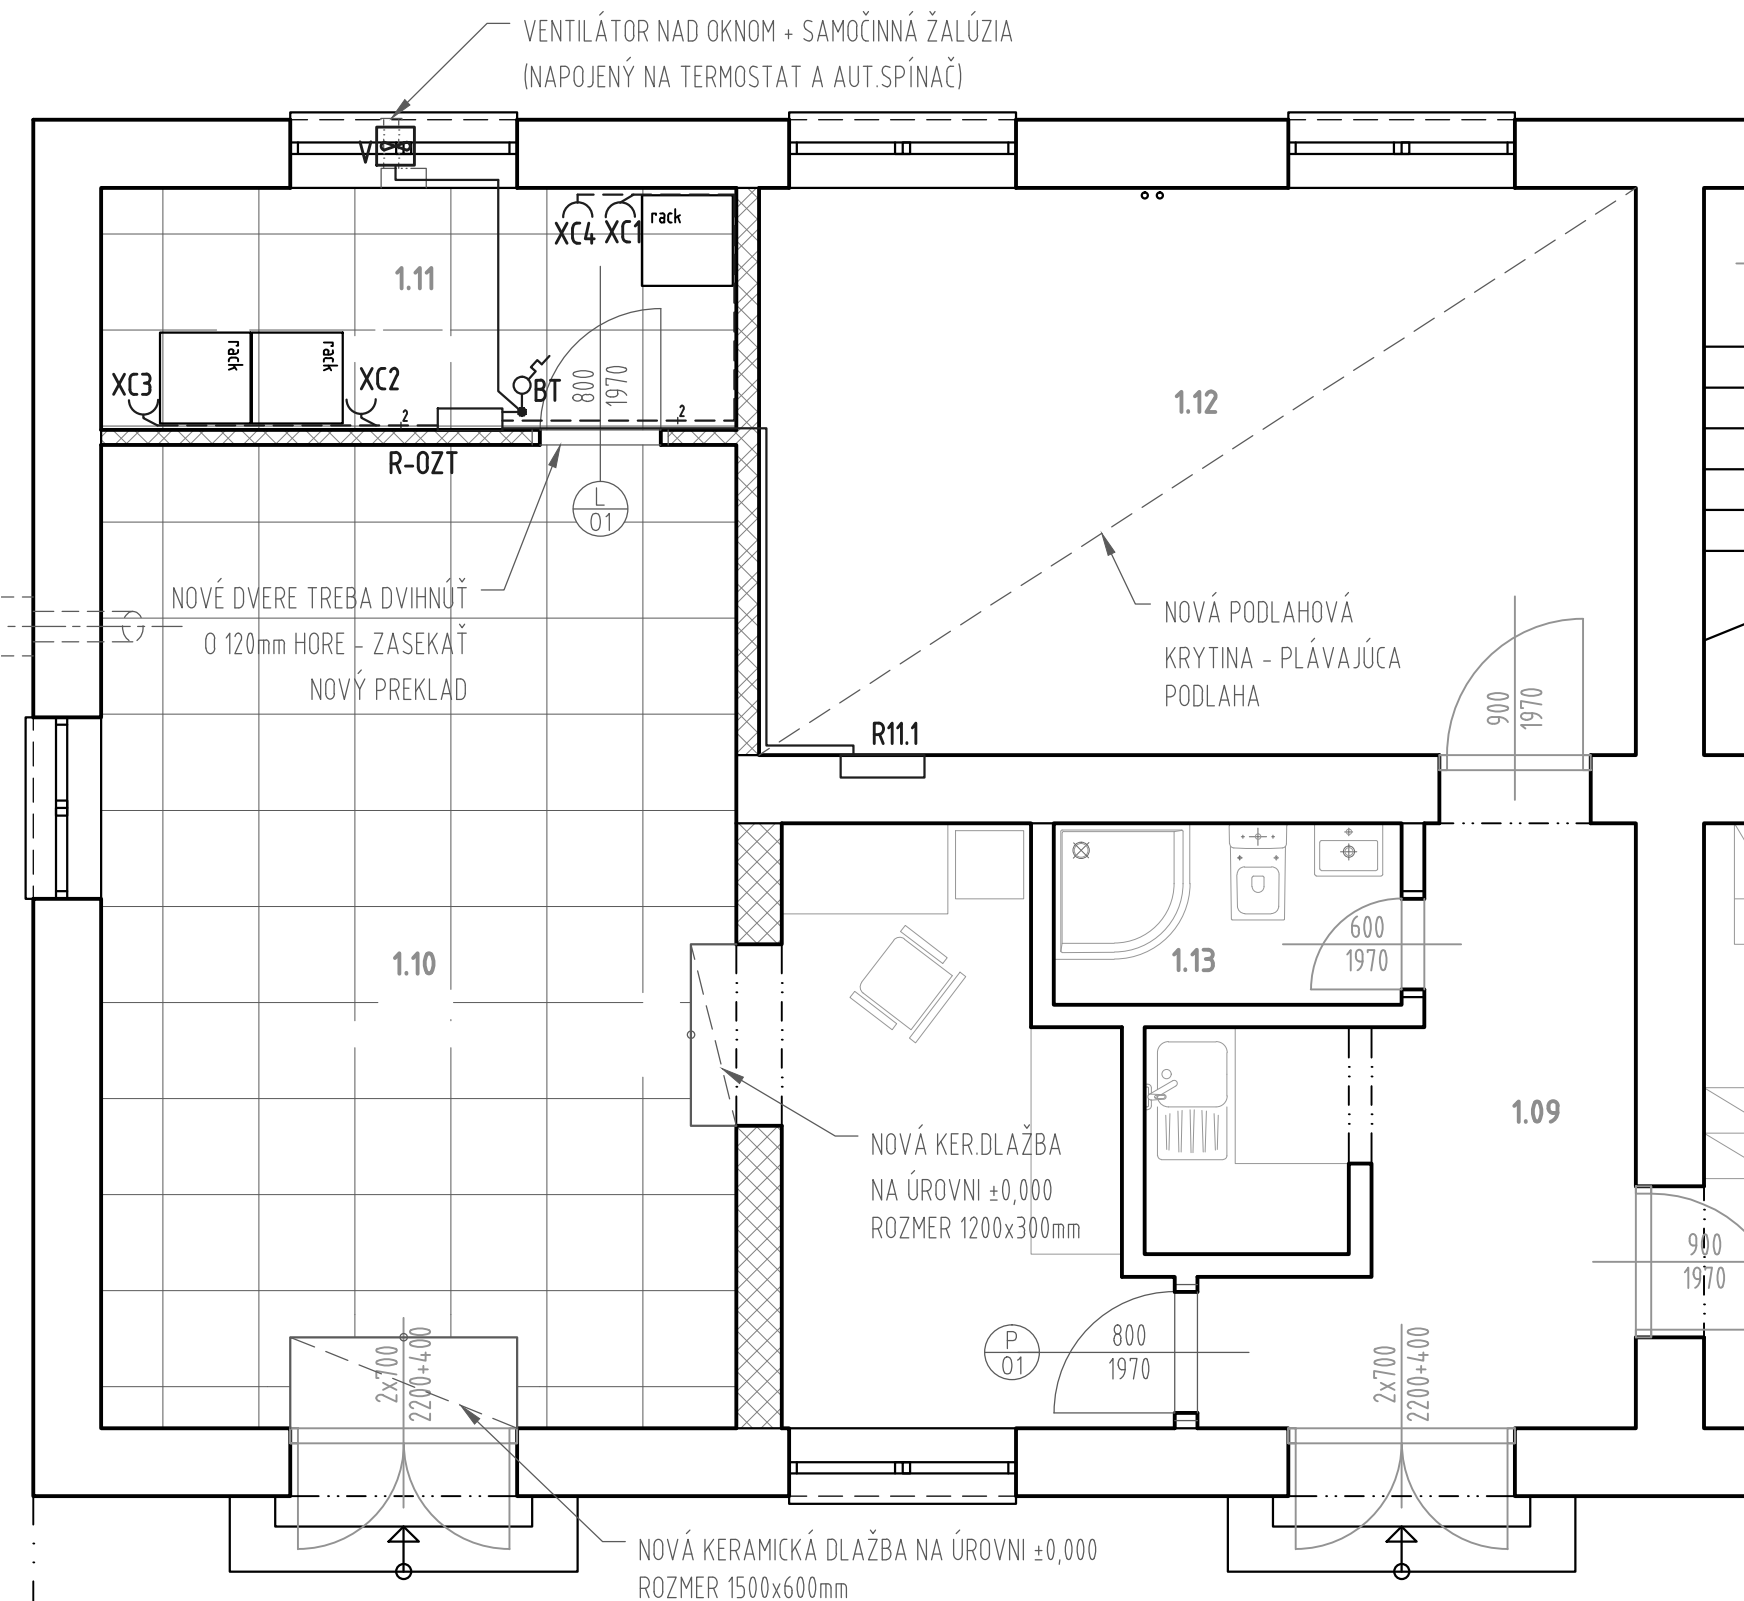 VENTILÁTOR NAD OKNOM + SAMOČINNÁ ŽALÚZIA
(NAPOJENÝ NA TERMOSTAT A AUT.SPÍNAČ)
V
XC4
XC1
rack
1.11
rack
rack
XC3
XC2
BT
800
1970
2
2
R-OZT
L
01
1.12
NOVÉ DVERE TREBA DVIHNÚŤ
O 120mm HORE - ZASEKAŤ
NOVÝ PREKLAD
NOVÁ PODLAHOVÁ
KRYTINA - PLÁVAJÚCA
PODLAHA
900
1970
R11.1
1.10
1.13
600
1970
1.09
NOVÁ KER.DLAŽBA
NA ÚROVNI ±0,000
ROZMER 1200x300mm
900
1970
P
01
800
1970
2x700
2200+400
2x700
2200+400
NOVÁ KERAMICKÁ DLAŽBA NA ÚROVNI ±0,000
ROZMER 1500x600mm